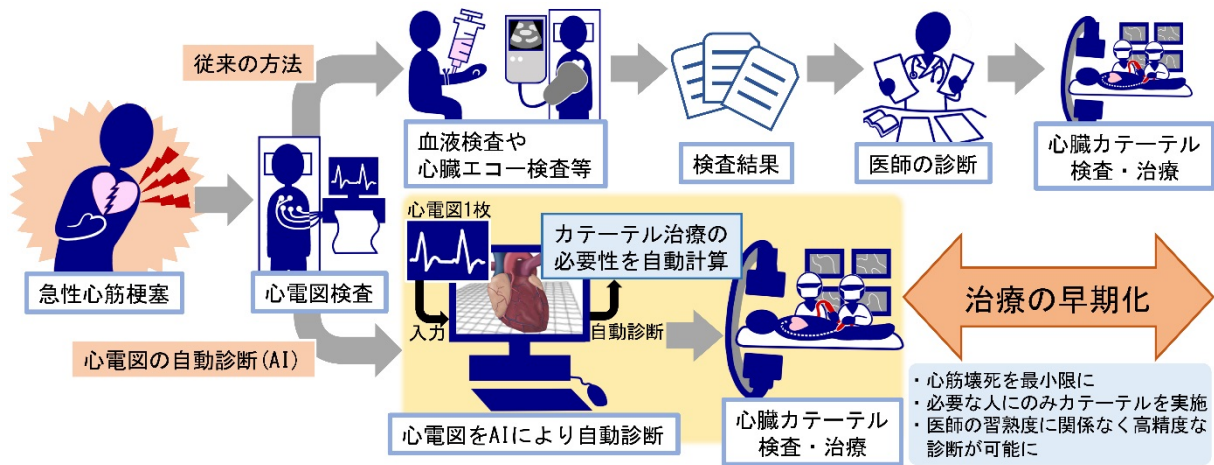 従来の方法
急性心筋梗塞
心電図検査
血液検査や
心臓エコー検査等
検査結果
医師の診断
心臓カテーテル
検査・治療
心電図の自動診断(AI)
心電図1枚
入力
カテーテル治療の
必要性を自動計算
自動診断
心電図をAIにより自動診断
心臓カテーテル
検査・治療
治療の早期化
・心筋壊死を最小限に
・必要な人にのみカテーテルを実施
・医師の習熟度に関係なく高精度な
診断が可能に